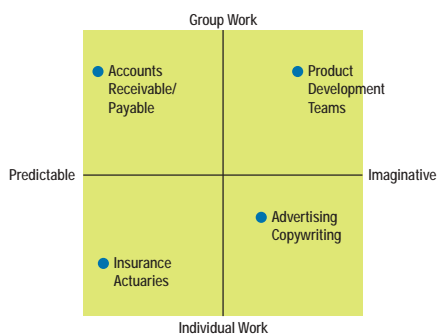 Group Work
Accounts
Receivable/
Payable
Product
Development
Teams
Predictable
Imaginative
Advertising
Copywriting
Insurance
Actuaries
Individual Work